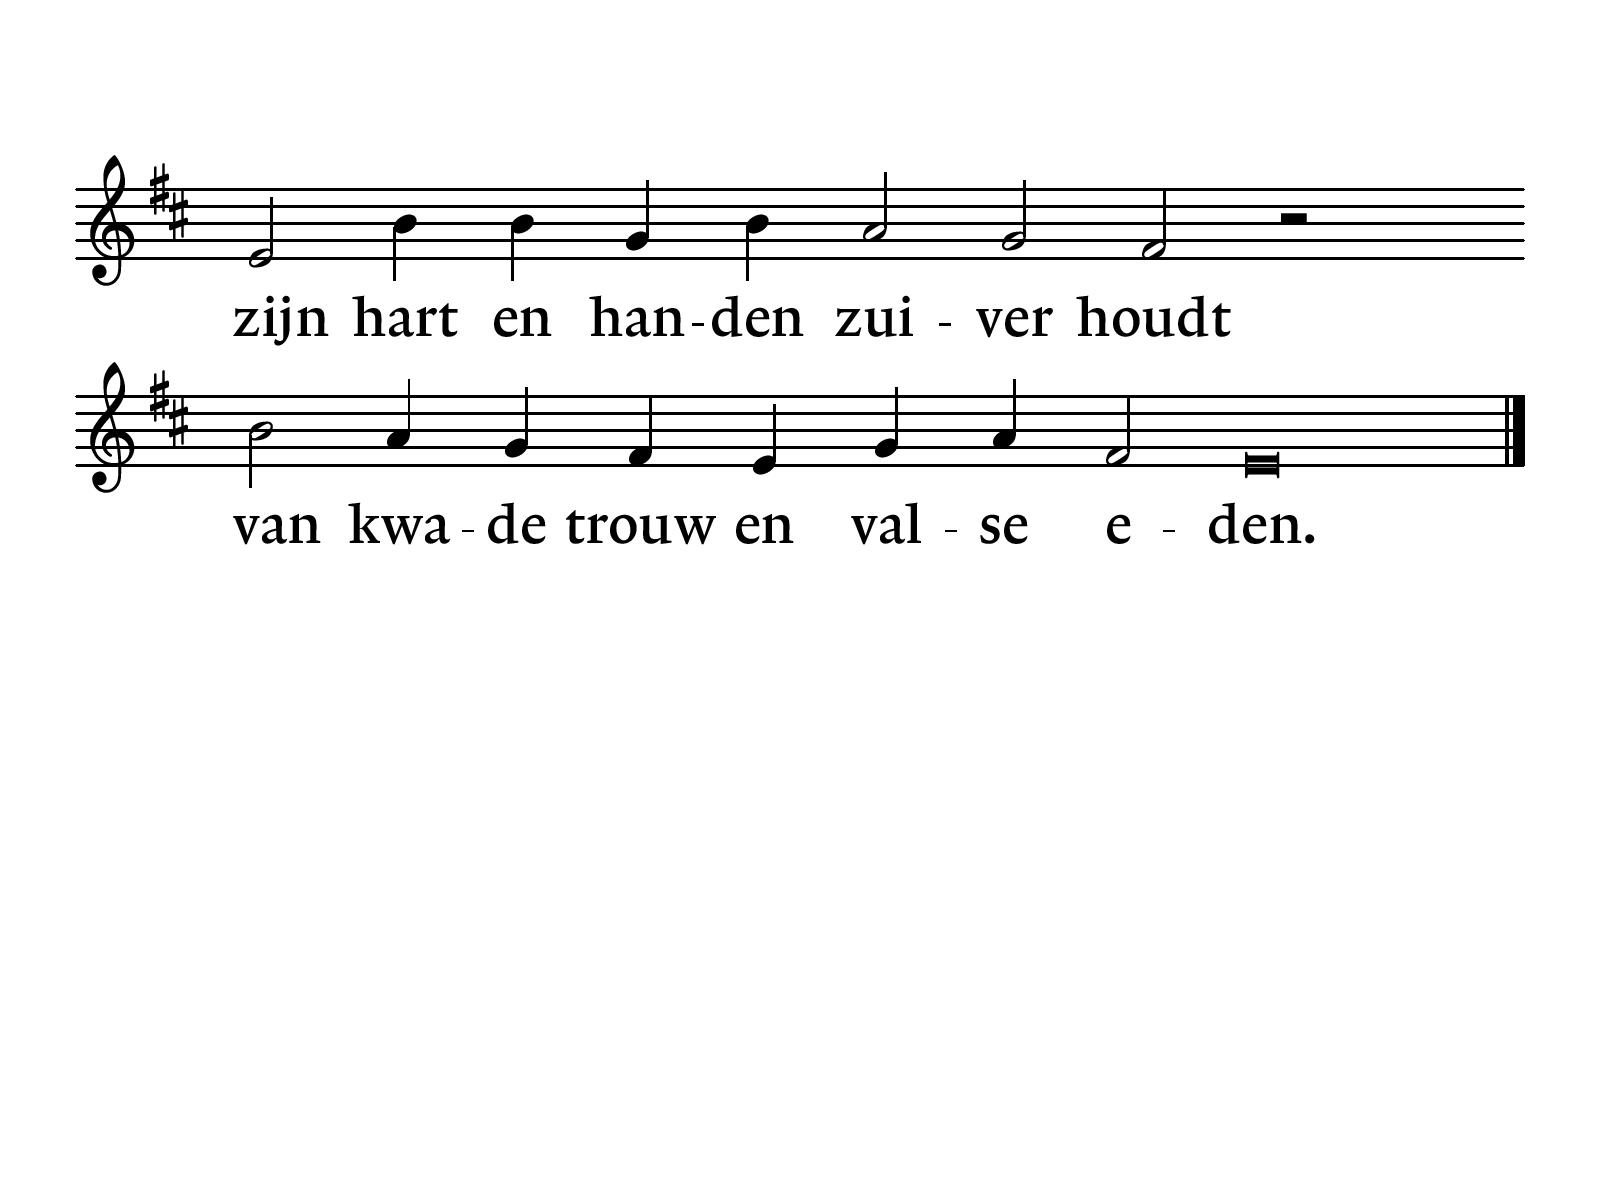 zijn hart en han-den zui - ver houdt
van kwa - de trouw en val - se e - den.